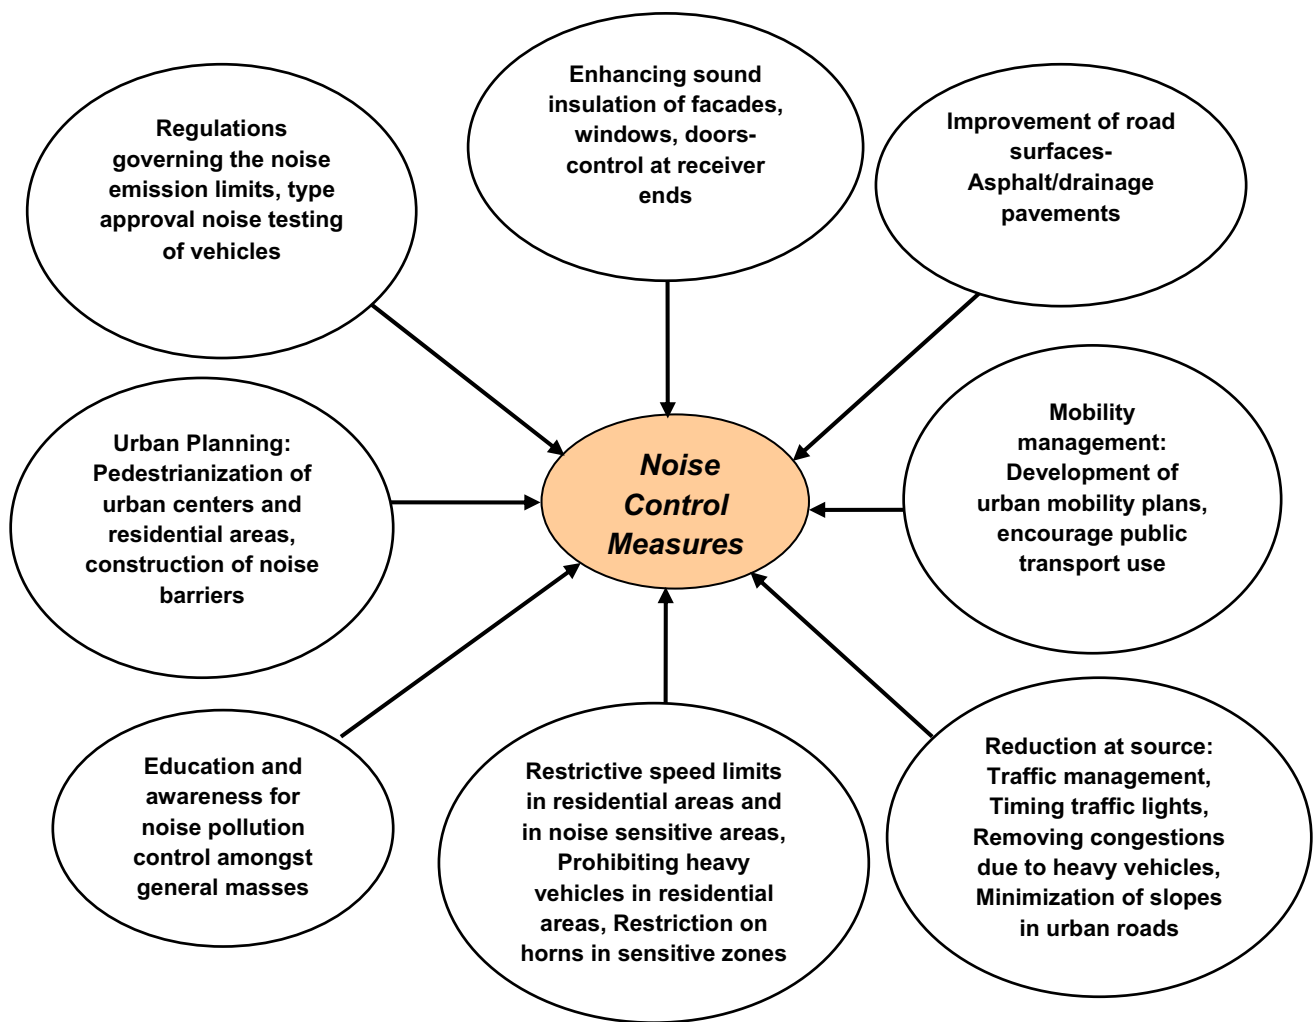 Regulations
governing the noise
emission limits, type
approval noise testing
of vehicles
Enhancing sound
insulation of facades,
windows, doors-
control at receiver
ends
Improvement of road
surfaces-
Asphalt/drainage
pavements
Urban Planning:
Pedestrianization of
urban centers and
residential areas,
construction of noise
barriers
Noise
Control
Measures
Mobility
management:
Development of
urban mobility plans,
encourage public
transport use
Education and
awareness for
noise pollution
control amongst
general masses
Restrictive speed limits
in residential areas and
in noise sensitive areas,
Prohibiting heavy
vehicles in residential
areas, Restriction on
horns in sensitive zones
Reduction at source:
Traffic management,
Timing traffic lights,
Removing congestions
due to heavy vehicles,
Minimization of slopes
in urban roads